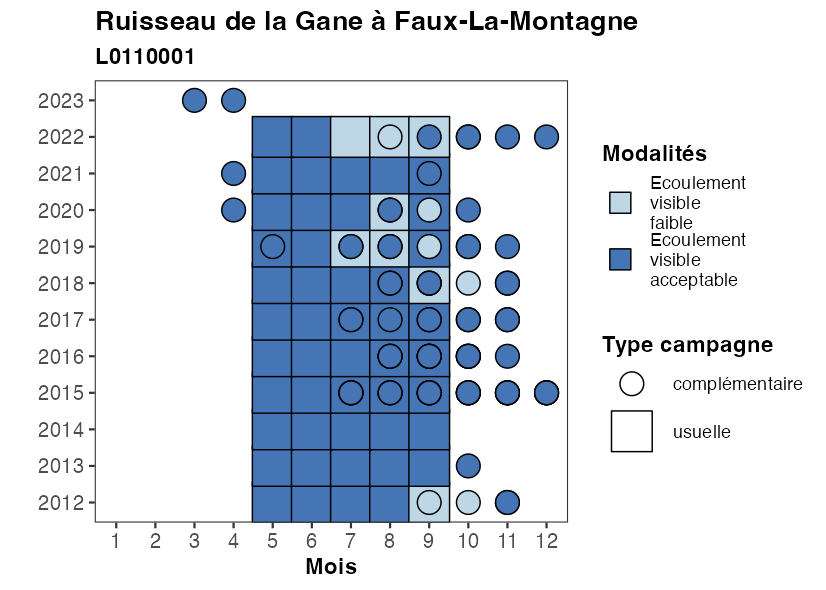 Ruisseau de la Gane à Faux-La-Montagne
L0110001
2023
2022
2021
2020
2019
2018
2017
2016
2015
2014
2013
2012
1 2 3 4 5 6 7 8 9 10 11 12
Mois
Modalités
Ecoulement
visible
faible
Ecoulement
visible
acceptable
Type campagne
complémentaire
usuelle